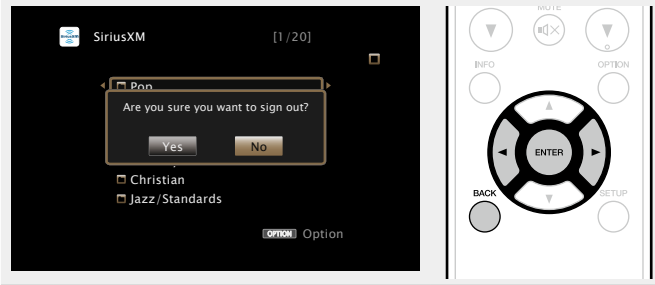 SiriusXM [1/20]
Pop
Are you sure you want to sign out?
Yes No
Christian
Jazz/Standards
OPTION Option
MUTE
INFO OPTION
ENTER
BACK SETUP